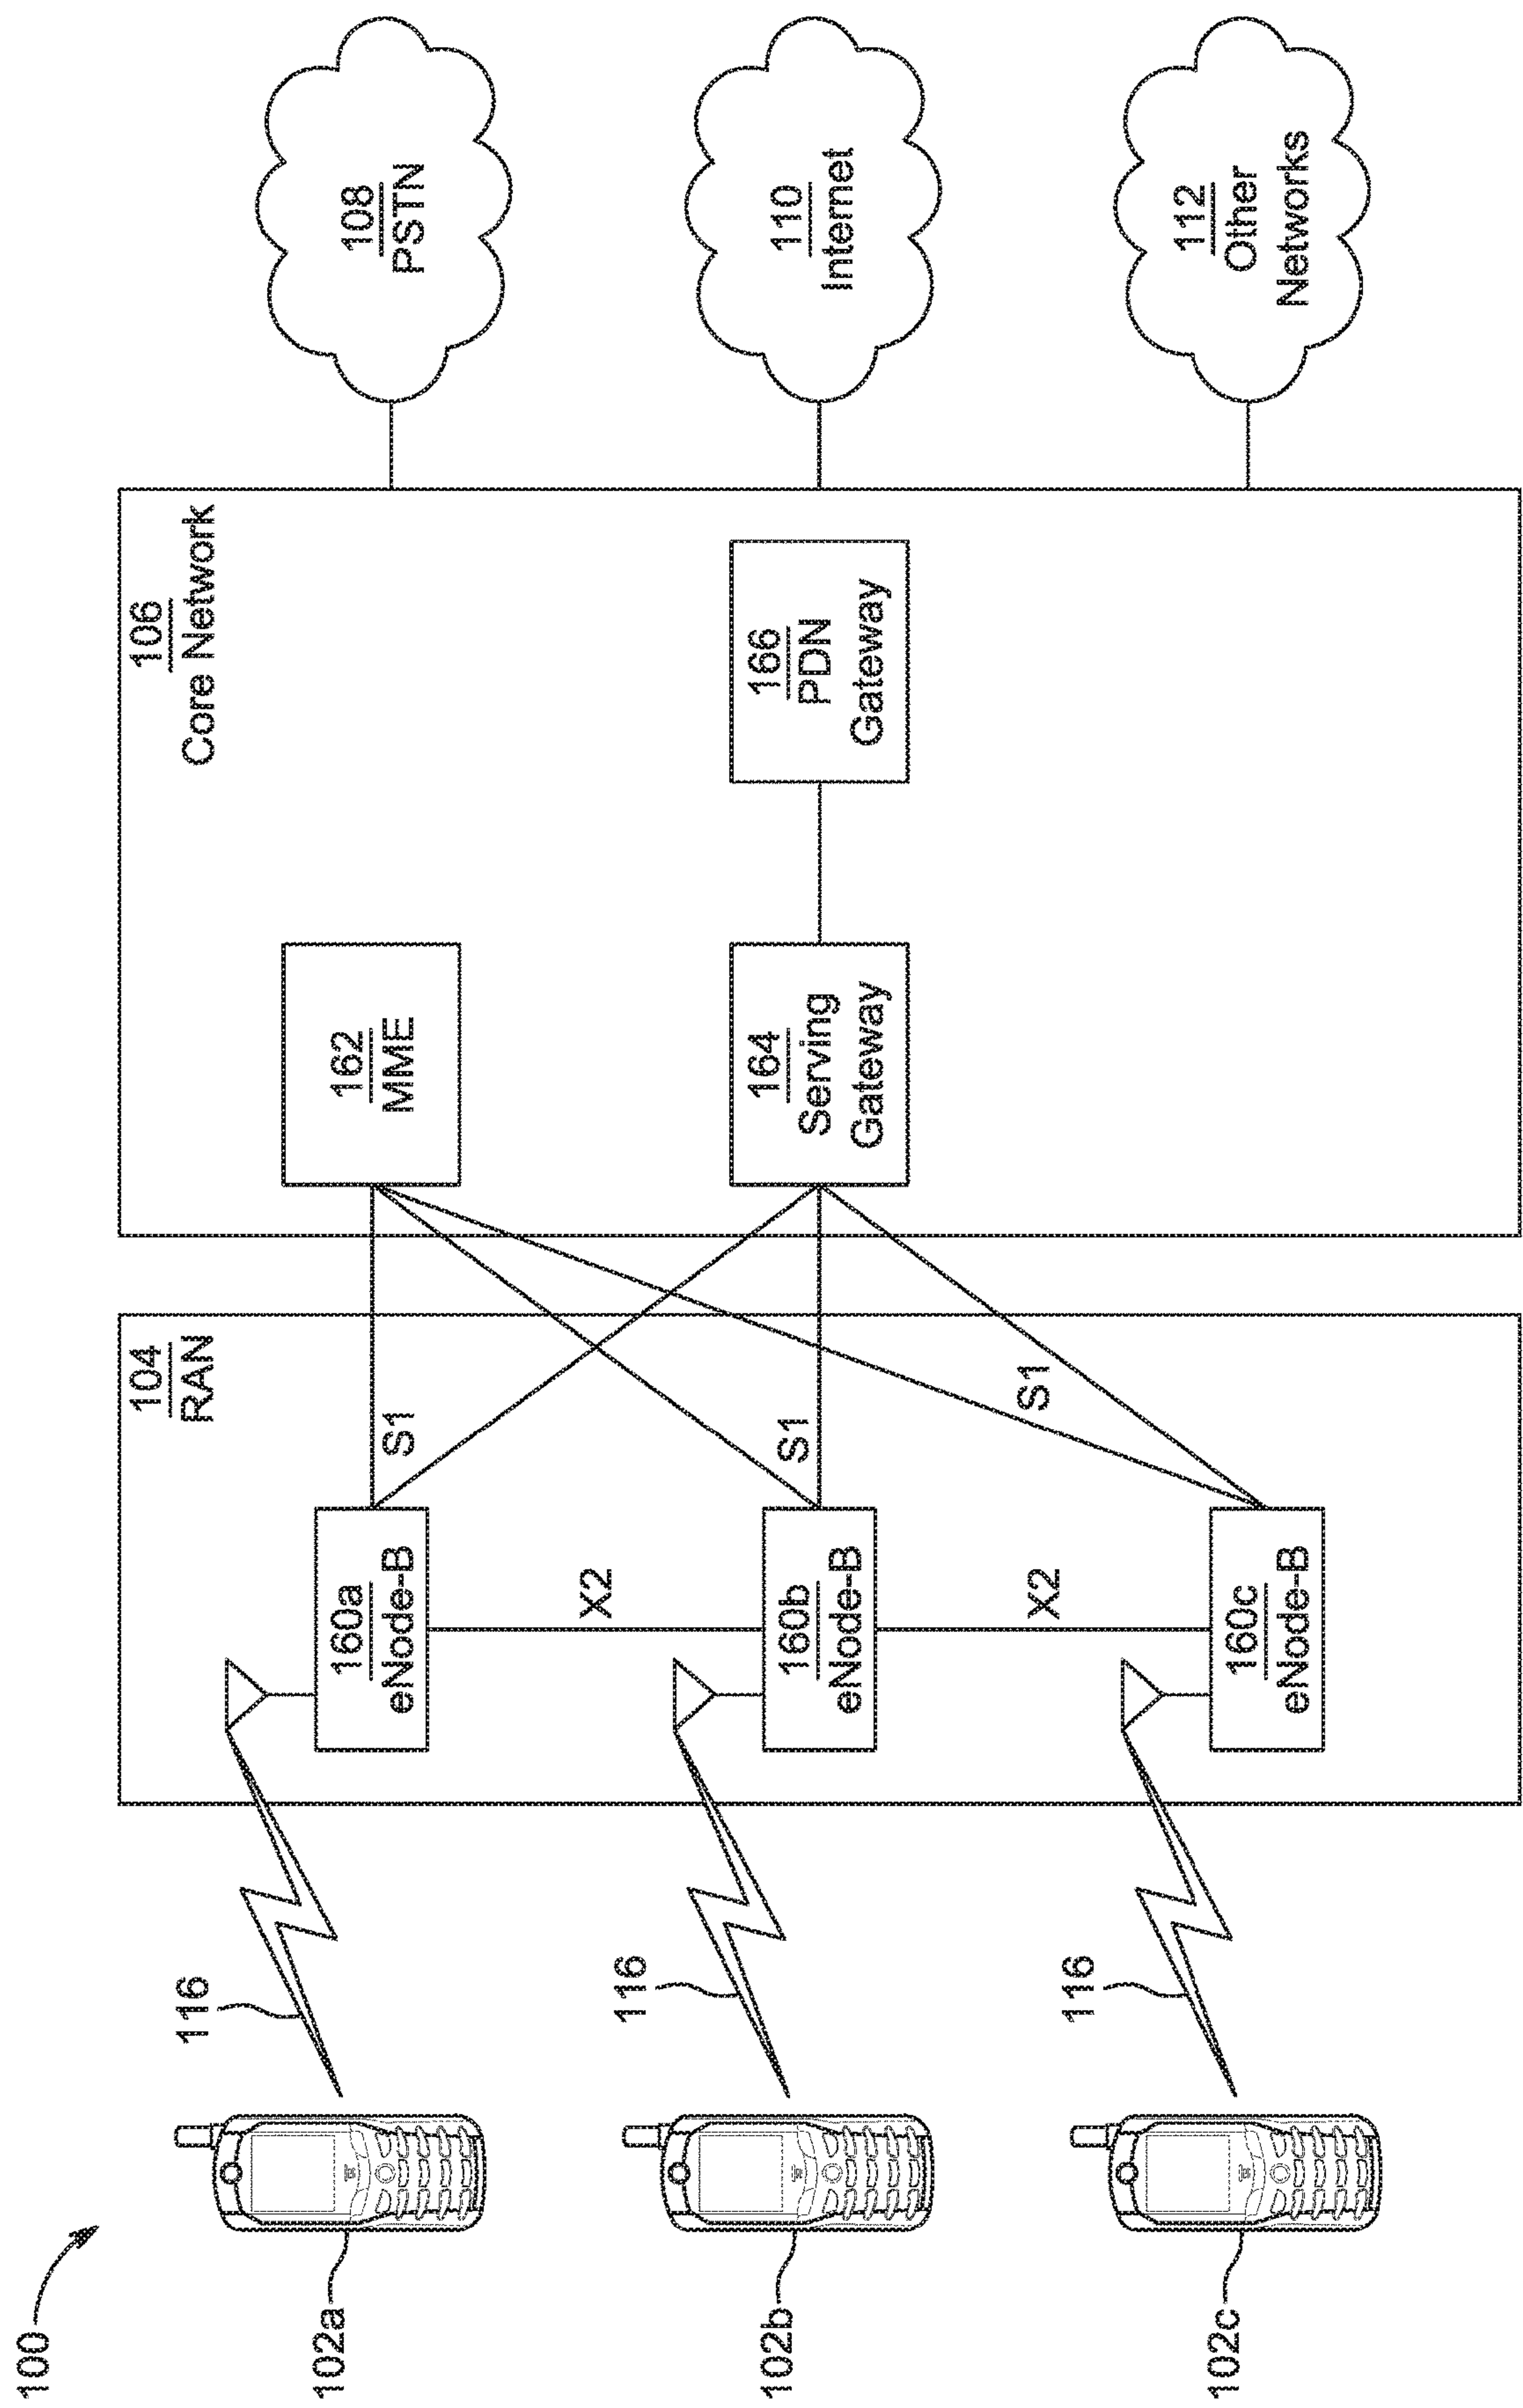 100
102a
116
104
RAN
160a
eNode-B
S1
X2
102b
116
160b
eNode-B
S1
X2
102c
116
160c
eNode-B
S1
106
Core Network
162
MME
164
Serving
Gateway
166
PDN
Gateway
108
PSTN
110
Internet
112
Other
Networks